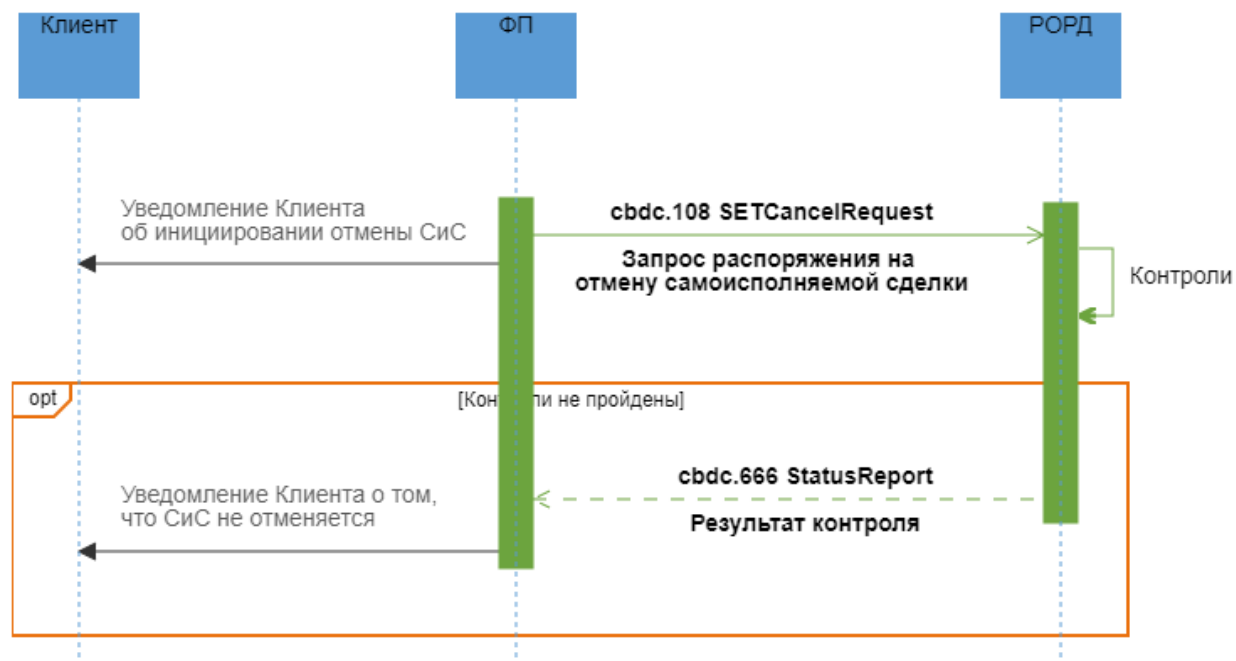 Клиент
ФП
РОРД
Уведомление Клиента
об инициировании отмены СиС
cbdc.108 SETCancelRequest
Запрос распоряжения на
отмену самоисполняемой сделки
Контроли
opt
[Контроли не пройдены]
cbdc.666 StatusReport
Уведомление Клиента о том,
что СиС не отменяется
Результат контроля